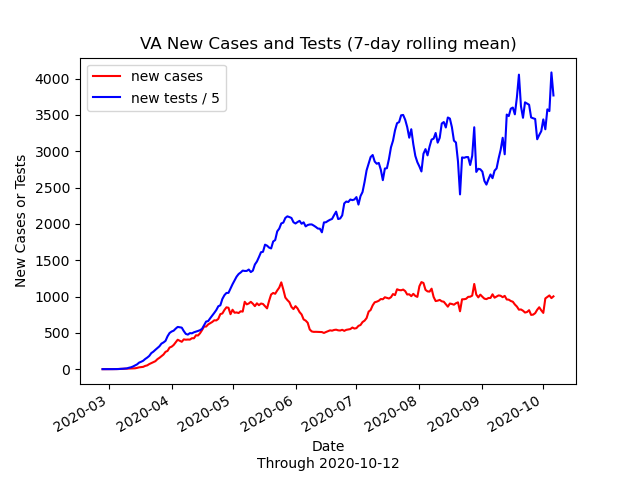 VA New Cases and Tests (7-day rolling mean)
new cases
new tests / 5
New Cases or Tests
4000
3500
3000
2500
2000
1500
1000
500
0
2020-03
2020-04
2020-05
2020-06
2020-07
2020-08
2020-09
2020-10
Date
Through 2020-10-12